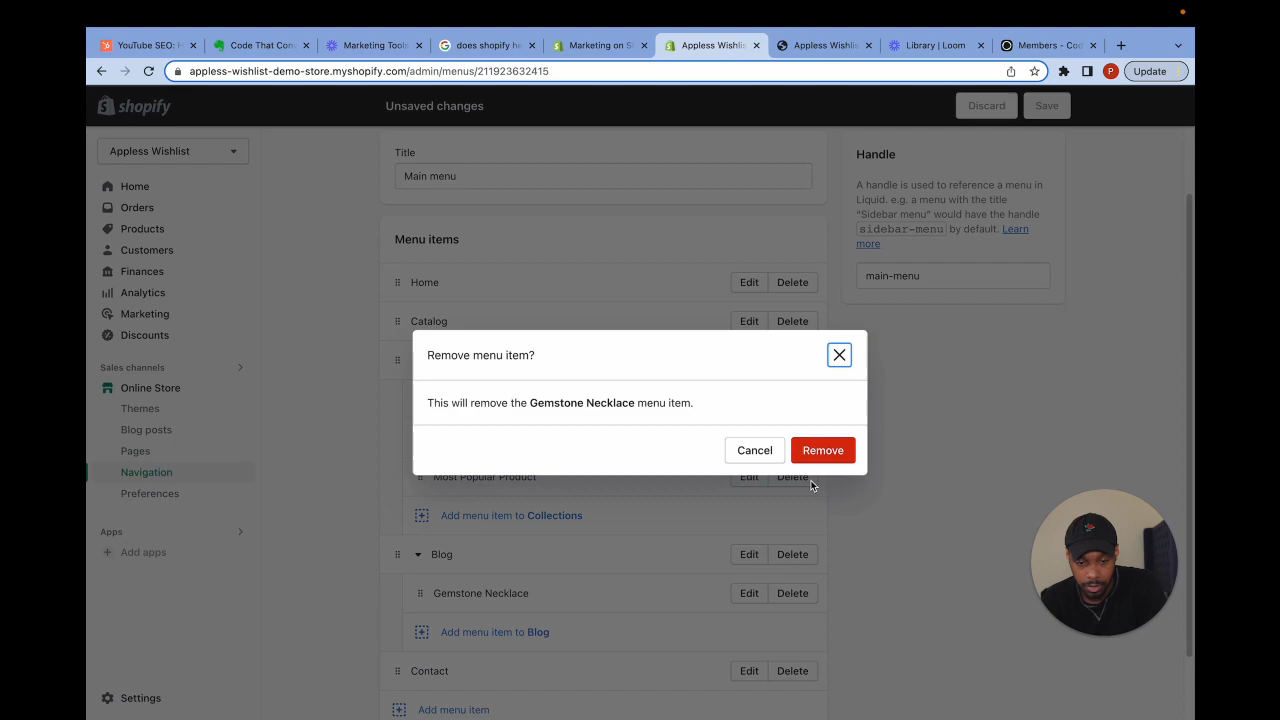 YouTube SEO: H
Code That Con
Marketing Tools
does shopify he
Marketing on S
Appless Wishlis
Appless Wishlis
Library | Loom
Members - Cod
appless-wishlist-demo-store.myshopify.com/admin/menus/211923632415
P
Update
shopify
Unsaved changes
Discard
Save
Appless Wishlist
Home
Orders
Products
Customers
Finances
Analytics
Marketing
Discounts
Sales channels
Online Store
Themes
Blog posts
Pages
Navigation
Preferences
Apps
Add apps
Settings
Title
Main menu
Menu items
Home Edit Delete
Catalog Edit Delete
Remove menu item?
This will remove the Gemstone Necklace menu item.
Cancel Remove
Most Popular Product Edit Delete
Add menu item to Collections
Blog Edit Delete
Gemstone Necklace Edit Delete
Add menu item to Blog
Contact Edit Delete
Add menu item
Handle
A handle is used to reference a menu in
Liquid. e.g. a menu with the title
“Sidebar menu” would have the handle
sidebar-menu by default. Learn
more
main-menu